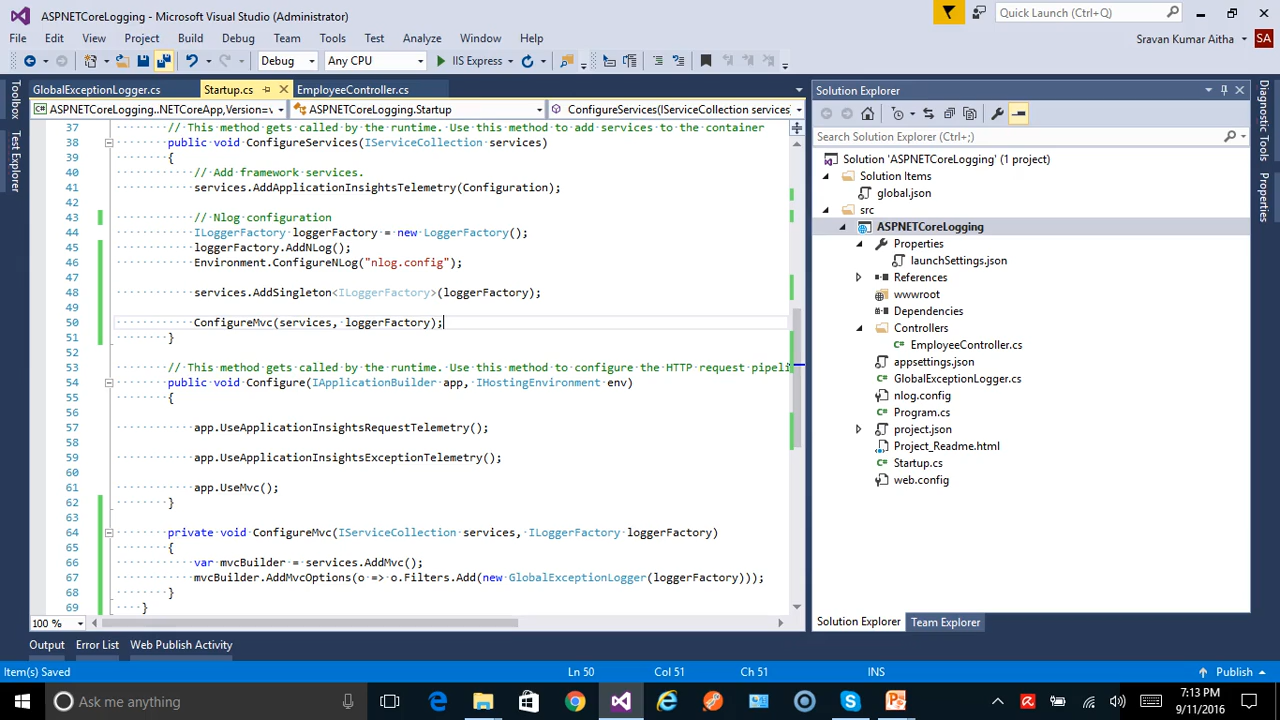 ASPNETCoreLogging - Microsoft Visual Studio (Administrator)
Quick Launch (Ctrl+Q)
File Edit View Project Build Debug Team Tools Test Analyze Window Help
Sravan Kumar Aitha SA
Debug Any CPU IIS Express
GlobalExceptionLogger.cs Startup.cs EmployeeController.cs
ASPNETCoreLogging..NETCoreApp,Version=v ASPNETCoreLogging.Startup ConfigureServices(IServiceCollection services)
Toolbox
Test Explorer
37 // This method gets called by the runtime. Use this method to add services to the container
38 public void ConfigureServices(IServiceCollection services)
39 {
40 // Add framework services.
41 services.AddApplicationInsightsTelemetry(Configuration);
42
43 // Nlog configuration
44 ILoggerFactory loggerFactory = new LoggerFactory();
45 loggerFactory.AddNLog();
46 Environment.ConfigureNLog("nlog.config");
47
48 services.AddSingleton<ILoggerFactory>(loggerFactory);
49
50 ConfigureMvc(services, loggerFactory);
51 }
52
53 // This method gets called by the runtime. Use this method to configure the HTTP request pipeli
54 public void Configure(IApplicationBuilder app, IHostingEnvironment env)
55 {
56
57 app.UseApplicationInsightsRequestTelemetry();
58
59 app.UseApplicationInsightsExceptionTelemetry();
60
61 app.UseMvc();
62 }
63
64 private void ConfigureMvc(IServiceCollection services, ILoggerFactory loggerFactory)
65 {
66 var mvcBuilder = services.AddMvc();
67 mvcBuilder.AddMvcOptions(o => o.Filters.Add(new GlobalExceptionLogger(loggerFactory)));
68 }
69 }
100 %
Solution Explorer
Search Solution Explorer (Ctrl+;)
Solution 'ASPNETCoreLogging' (1 project)
Solution Items
global.json
src
ASPNETCoreLogging
Properties
launchSettings.json
References
wwwroot
Dependencies
Controllers
EmployeeController.cs
appsettings.json
GlobalExceptionLogger.cs
nlog.config
Program.cs
project.json
Project_Readme.html
Startup.cs
web.config
Solution Explorer Team Explorer
Diagnostic Tools
Properties
Output Error List Web Publish Activity
Item(s) Saved Ln 50 Col 51 Ch 51 INS Publish
Ask me anything
7:13 PM
9/11/2016